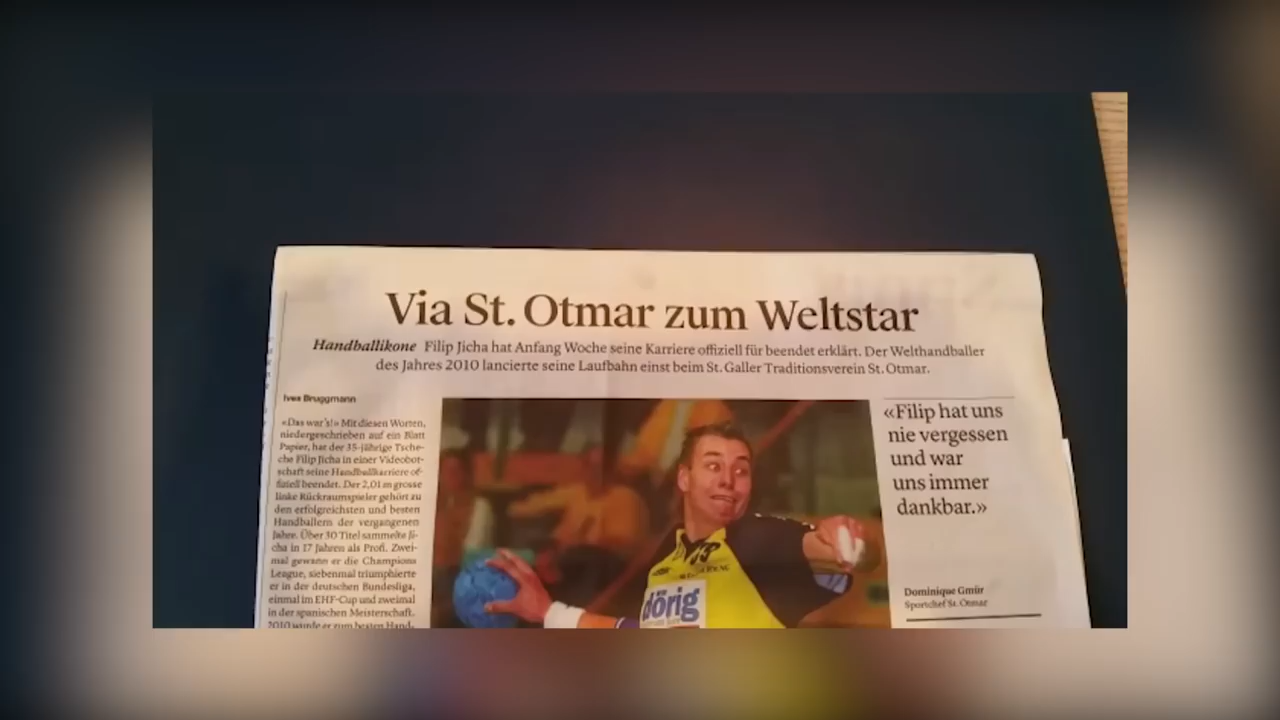 Via St. Otmar zum Weltstar
Handballikone Filip Jicha hat Anfang Woche seine Karriere offiziell für beendet erklärt. Der Welthandballer
des Jahres 2010 lancierte seine Laufbahn einst beim St. Galler Traditionsverein St. Otmar.
Ives Bruggmann
«Das war's!» Mit diesen Worten,
niedergeschrieben auf ein Blatt
Papier, hat der 35-jährige Tsche-
che Filip Jicha in einer Videobot-
schaft seine Handballkarriere of-
fiziell beendet. Der 2,01 m grosse
linke Rückraumspieler gehört zu
den erfolgreichsten und besten
Handballern der vergangenen
Jahre. Über 30 Titel sammelte Ji-
cha in 17 Jahren als Profi. Zwei-
mal gewann er die Champions
League, siebenmal triumphierte
er in der deutschen Bundesliga,
einmal im EHF-Cup und zweimal
in der spanischen Meisterschaft.
2010 wurde er zum besten Hand-
dörig
«Filip hat uns
nie vergessen
und war
uns immer
dankbar.»
Dominique Gmür
Sportchef St. Otmar